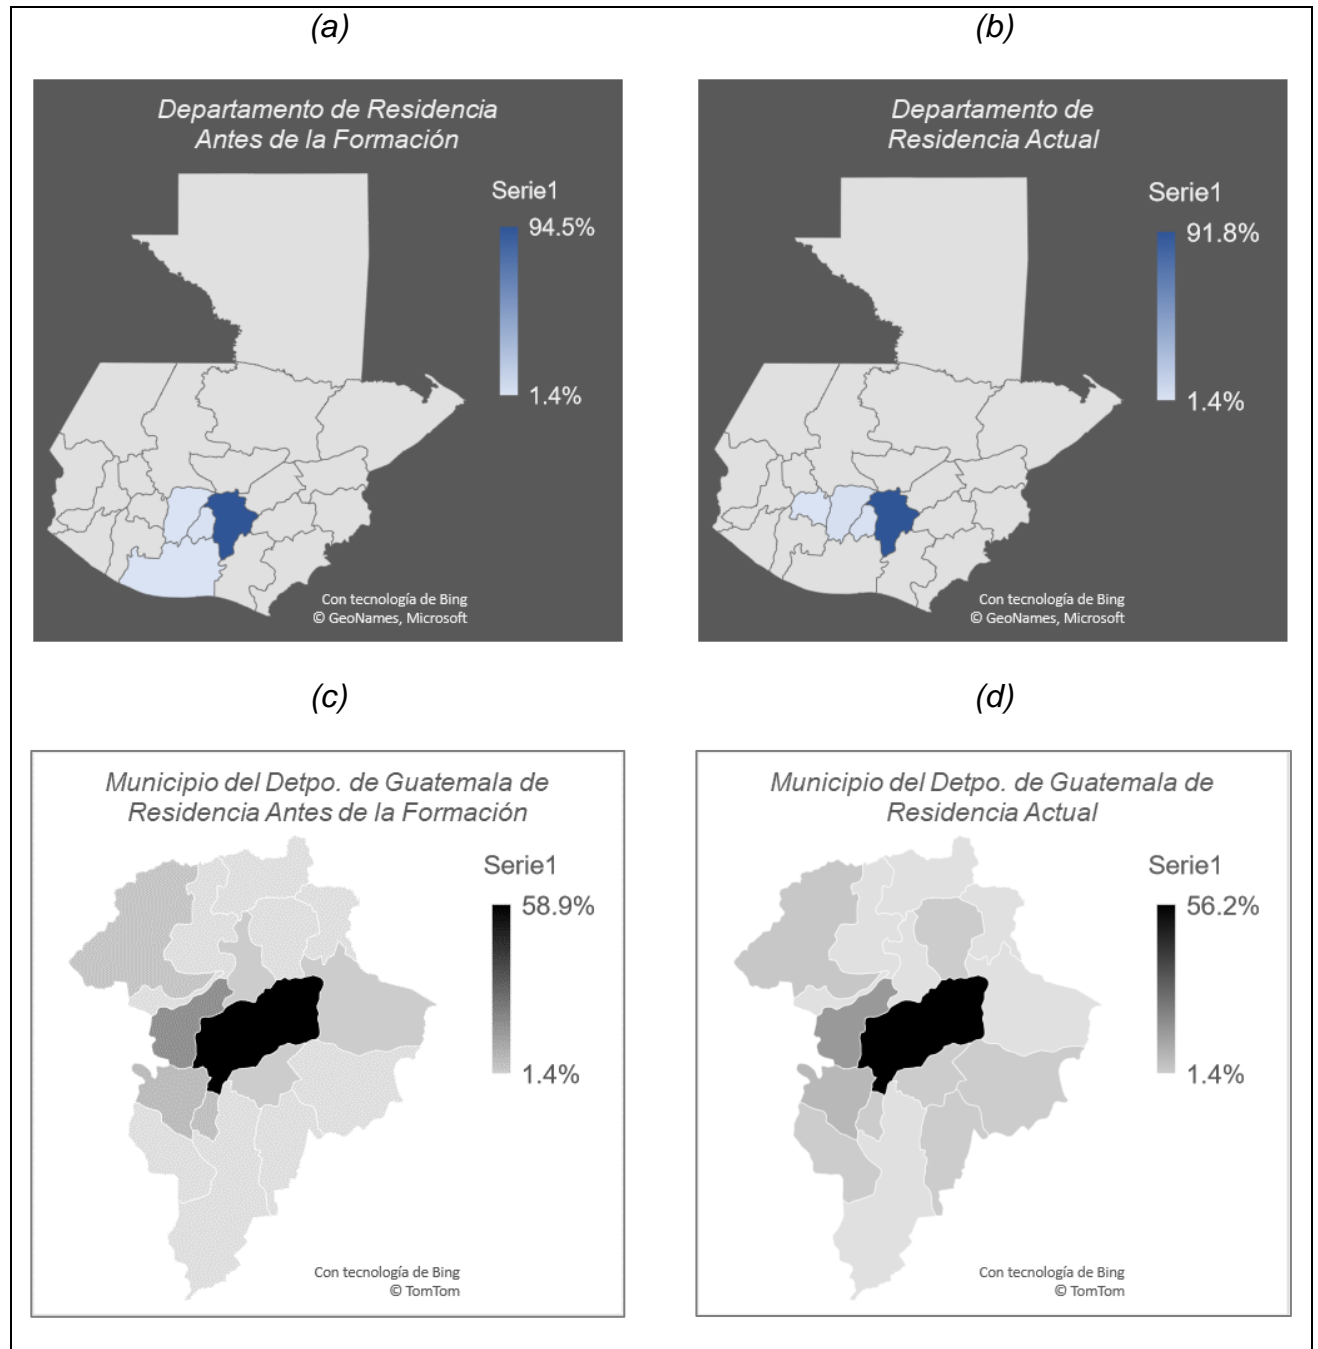 (a)
Departamento de Residencia
Antes de la Formación
Serie1
94.5%
1.4%
Con tecnología de Bing
© GeoNames, Microsoft
(b)
Departamento de
Residencia Actual
Serie1
91.8%
1.4%
Con tecnología de Bing
© GeoNames, Microsoft
(c)
Municipio del Detpo. de Guatemala de
Residencia Antes de la Formación
Serie1
58.9%
1.4%
Con tecnología de Bing
© TomTom
(d)
Municipio del Detpo. de Guatemala de
Residencia Actual
Serie1
56.2%
1.4%
Con tecnología de Bing
© TomTom